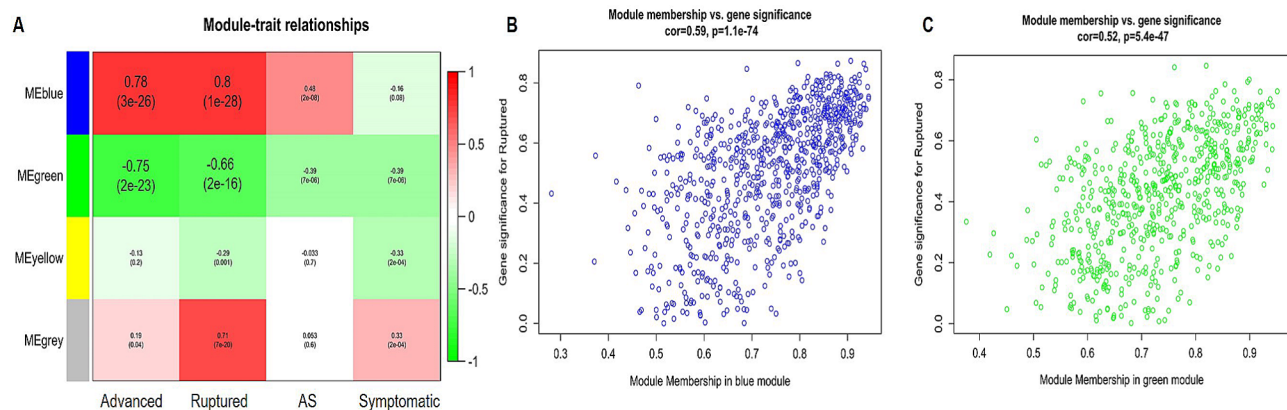 A
Module-trait relationships
MEblue
0.78
(3e-26)
0.8
(1e-28)
0.48
(2e-08)
-0.16
(0.08)
MEgreen
-0.75
(2e-23)
-0.66
(2e-16)
-0.39
(7e-06)
-0.39
(7e-06)
MEyellow
-0.13
(0.2)
-0.29
(0.001)
-0.033
(0.7)
-0.33
(2e-04)
MEgrey
0.19
(0.04)
0.71
(7e-20)
0.053
(0.6)
0.33
(2e-04)
Advanced Ruptured AS Symptomatic
1
0.5
0
-0.5
-1
B
Module membership vs. gene significance
cor=0.59, p=1.1e-74
Gene significance for Ruptured
0.8
0.6
0.4
0.2
0.0
0.3 0.4 0.5 0.6 0.7 0.8 0.9
Module Membership in blue module
C
Module membership vs. gene significance
cor=0.52, p=5.4e-47
Gene significance for Ruptured
0.8
0.6
0.4
0.2
0.0
0.4 0.5 0.6 0.7 0.8 0.9
Module Membership in green module